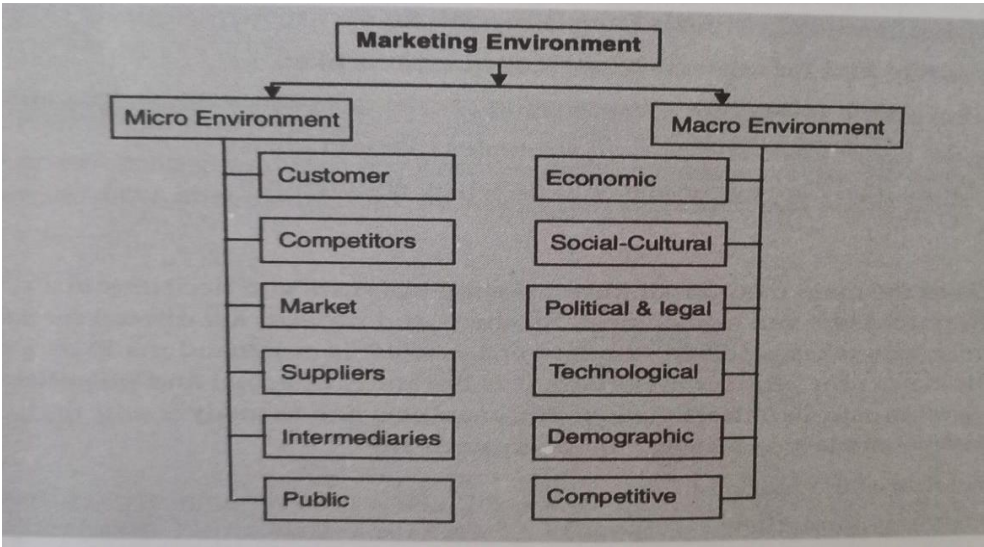 Marketing Environment
Micro Environment
Customer
Competitors
Market
Suppliers
Intermediaries
Public
Macro Environment
Economic
Social-Cultural
Political & legal
Technological
Demographic
Competitive